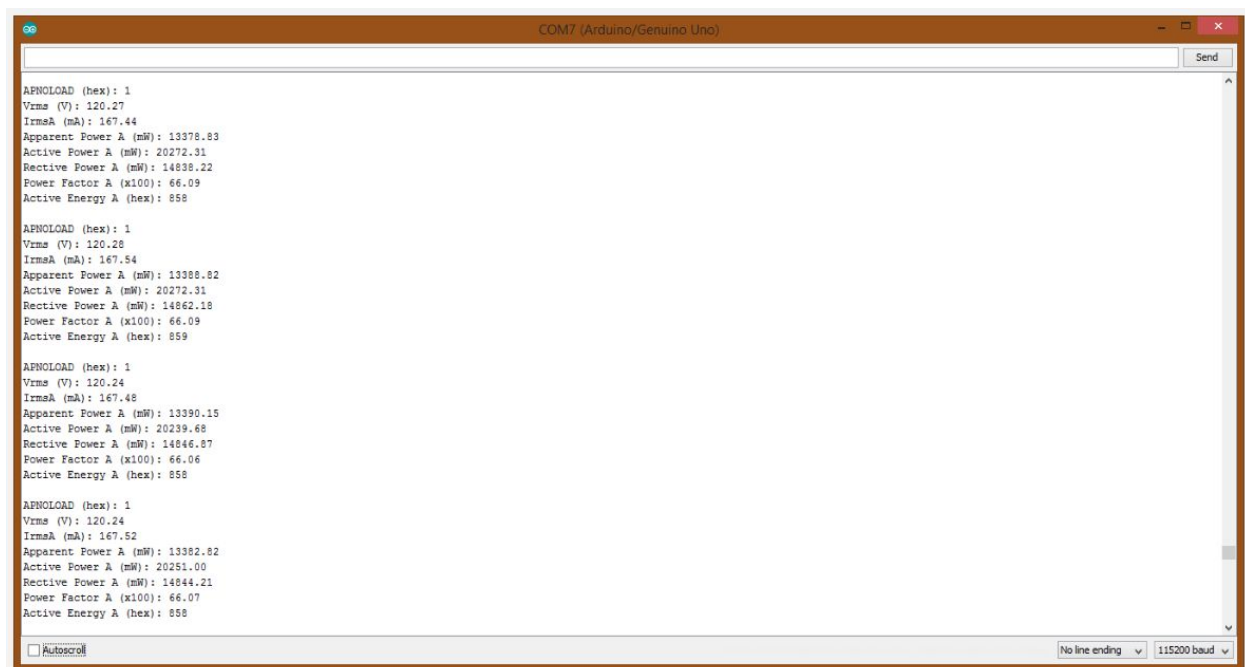 COM7 (Arduino/Genuino Uno)
Send
APNOLOAD (hex): 1
Vrms (V): 120.27
IrmsA (mA): 167.44
Apparent Power A (mW): 13378.83
Active Power A (mW): 20272.31
Rective Power A (mW): 14838.22
Power Factor A (x100): 66.09
Active Energy A (hex): 858
APNOLOAD (hex): 1
Vrms (V): 120.28
IrmsA (mA): 167.54
Apparent Power A (mW): 13388.82
Active Power A (mW): 20272.31
Rective Power A (mW): 14862.18
Power Factor A (x100): 66.09
Active Energy A (hex): 859
APNOLOAD (hex): 1
Vrms (V): 120.24
IrmsA (mA): 167.48
Apparent Power A (mW): 13390.15
Active Power A (mW): 20239.68
Rective Power A (mW): 14846.87
Power Factor A (x100): 66.06
Active Energy A (hex): 858
APNOLOAD (hex): 1
Vrms (V): 120.24
IrmsA (mA): 167.52
Apparent Power A (mW): 13382.82
Active Power A (mW): 20251.00
Rective Power A (mW): 14844.21
Power Factor A (x100): 66.07
Active Energy A (hex): 858
Autoscroll
No line ending
115200 baud